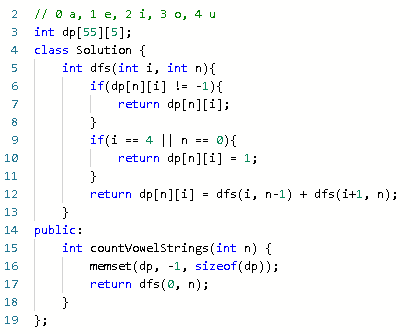 2 // 0 a, 1 e, 2 i, 3 o, 4 u
3 int dp[55][5];
4 class Solution {
5     int dfs(int i, int n){
6         if(dp[n][i] != -1){
7             return dp[n][i];
8         }
9         if(i == 4 || n == 0){
10             return dp[n][i] = 1;
11         }
12         return dp[n][i] = dfs(i, n-1) + dfs(i+1, n);
13     }
14 public:
15     int countVowelStrings(int n) {
16         memset(dp, -1, sizeof(dp));
17         return dfs(0, n);
18     }
19 };